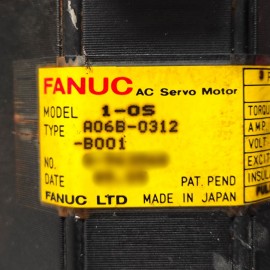 FANUC AC Servo Motor
MODEL 1-OS
TYPE A06B-0312
-B001
NO.
DATE
PAT. PEND
FANUC LTD MADE IN JAPAN
TORQU
AMP.
VOLT
EXCIT
INSUL